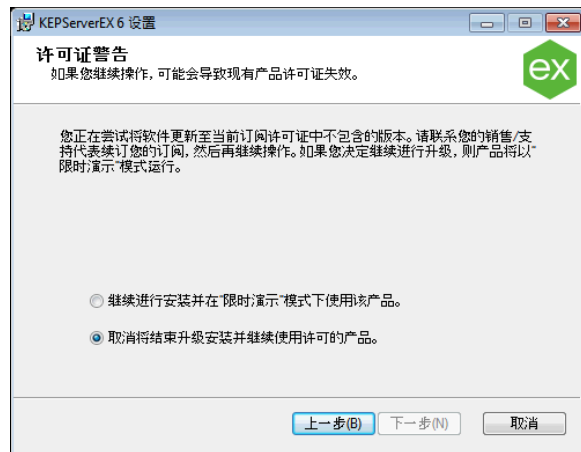 KEPServerEX 6 设置
许可证警告
如果您继续操作，可能会导致现有产品许可证失效。
ex
您正在尝试将软件更新至当前订阅许可证中不包含的版本。请联系您的销售/支
持代表续订您的订阅，然后再继续操作。如果您决定继续进行升级，则产品将以“
限时演示”模式运行。
继续进行安装并在“限时演示”模式下使用该产品。
取消将结束升级安装并继续使用许可的产品。
上一步(B)
下一步(N)
取消